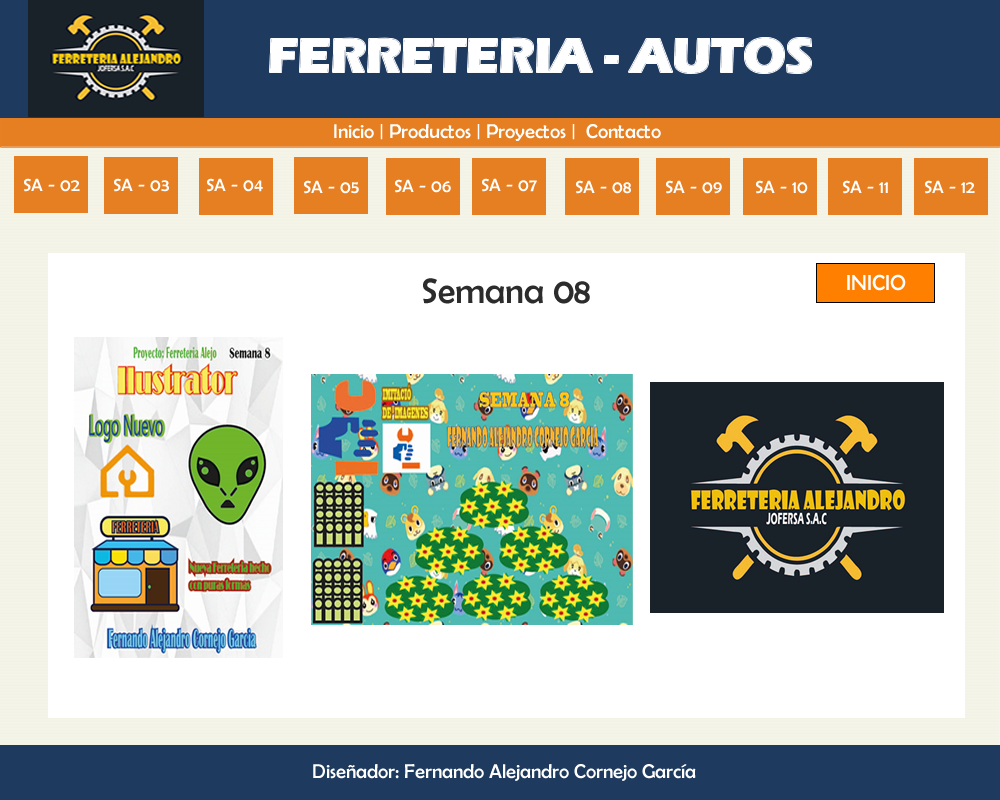 FERRETERIA ALEJANDRO
JOFERSA S.A.C
FERRETERIA - AUTOS
Inicio | Productos | Proyectos | Contacto
SA - 02
SA - 03
SA - 04
SA - 05
SA - 06
SA - 07
SA - 08
SA - 09
SA - 10
SA - 11
SA - 12
Semana 08
INICIO
Proyecto: Ferreteria Alejo
Semana 8
Ilustrator
Logo Nuevo
FERRETERIA
Nueva Ferreteria hecho
con puras formas
Fernando Alejandro Cornejo Garcia
IMITACIÓ
DE IMAGENES
SEMANA 8
FERNANDO ALEJANDRO CORNEJO GARCIA
FERRETERIA ALEJANDRO
JOFERSA S.A.C
Diseñador: Fernando Alejandro Cornejo García